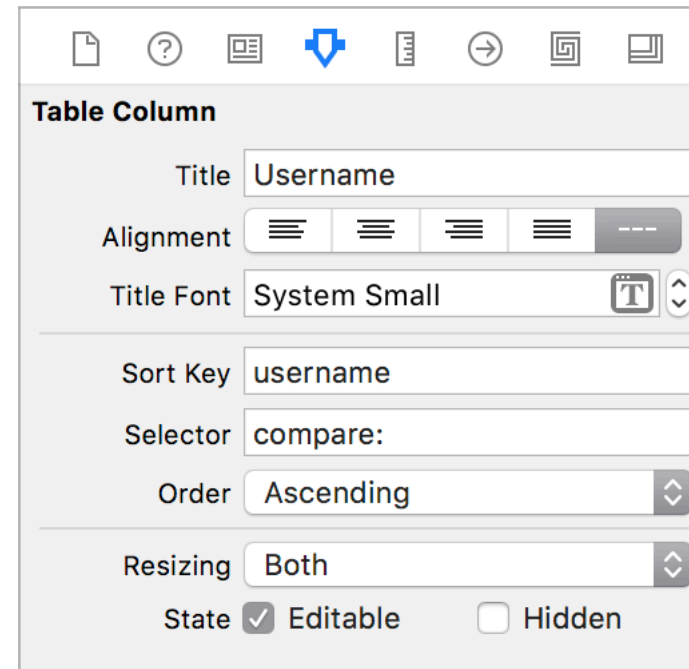 Table Column
Title Username
Alignment ---
Title Font System Small T
Sort Key username
Selector compare:
Order Ascending
Resizing Both
State Editable Hidden